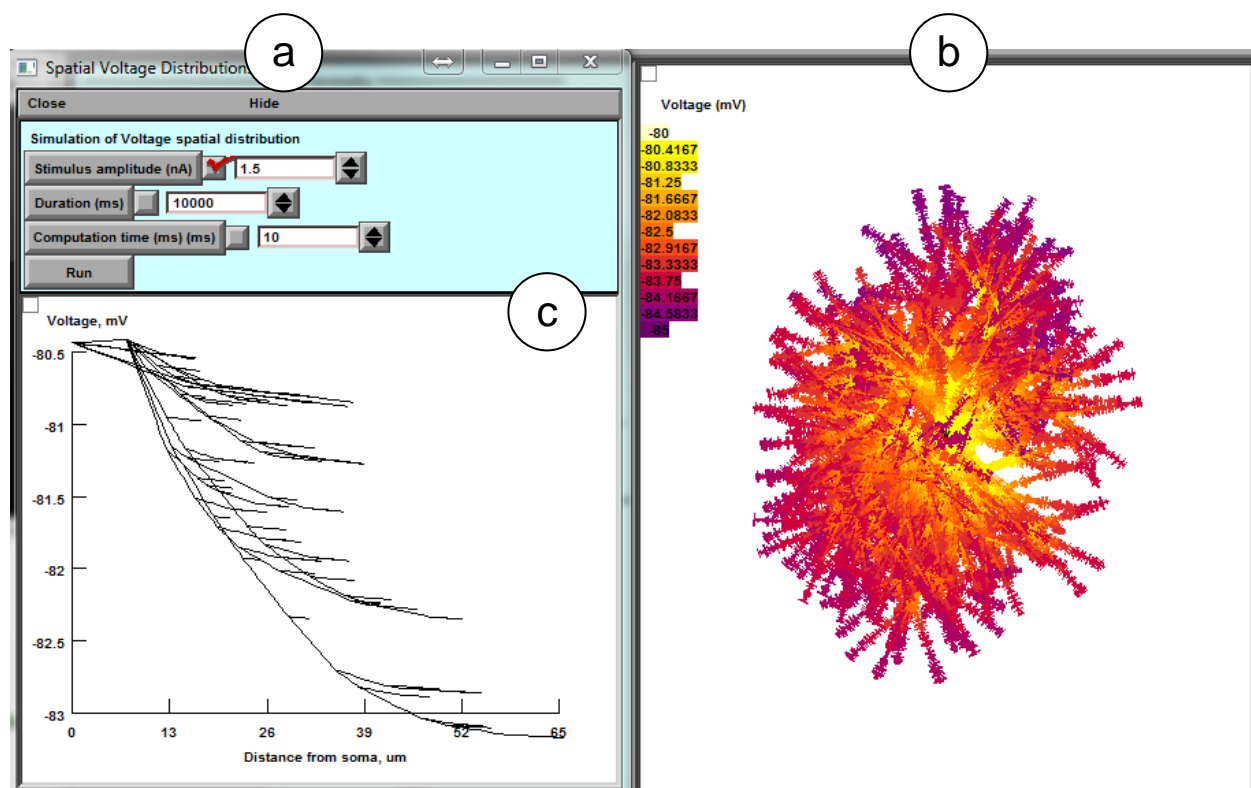 a
b
Spatial Voltage Distribution
Close Hide
Simulation of Voltage spatial distribution
Stimulus amplitude (nA) 1.5
Duration (ms) 10000
Computation time (ms) (ms) 10
Run
c
Voltage, mV
-80.5
-81
-81.5
-82
-82.5
-83
0 13 26 39 52 65
Distance from soma, um
Voltage (mV)
-80
-80.4167
-80.8333
-81.25
-81.6667
-82.0833
-82.5
-82.9167
-83.3333
-83.75
-84.1667
-84.5833
-85